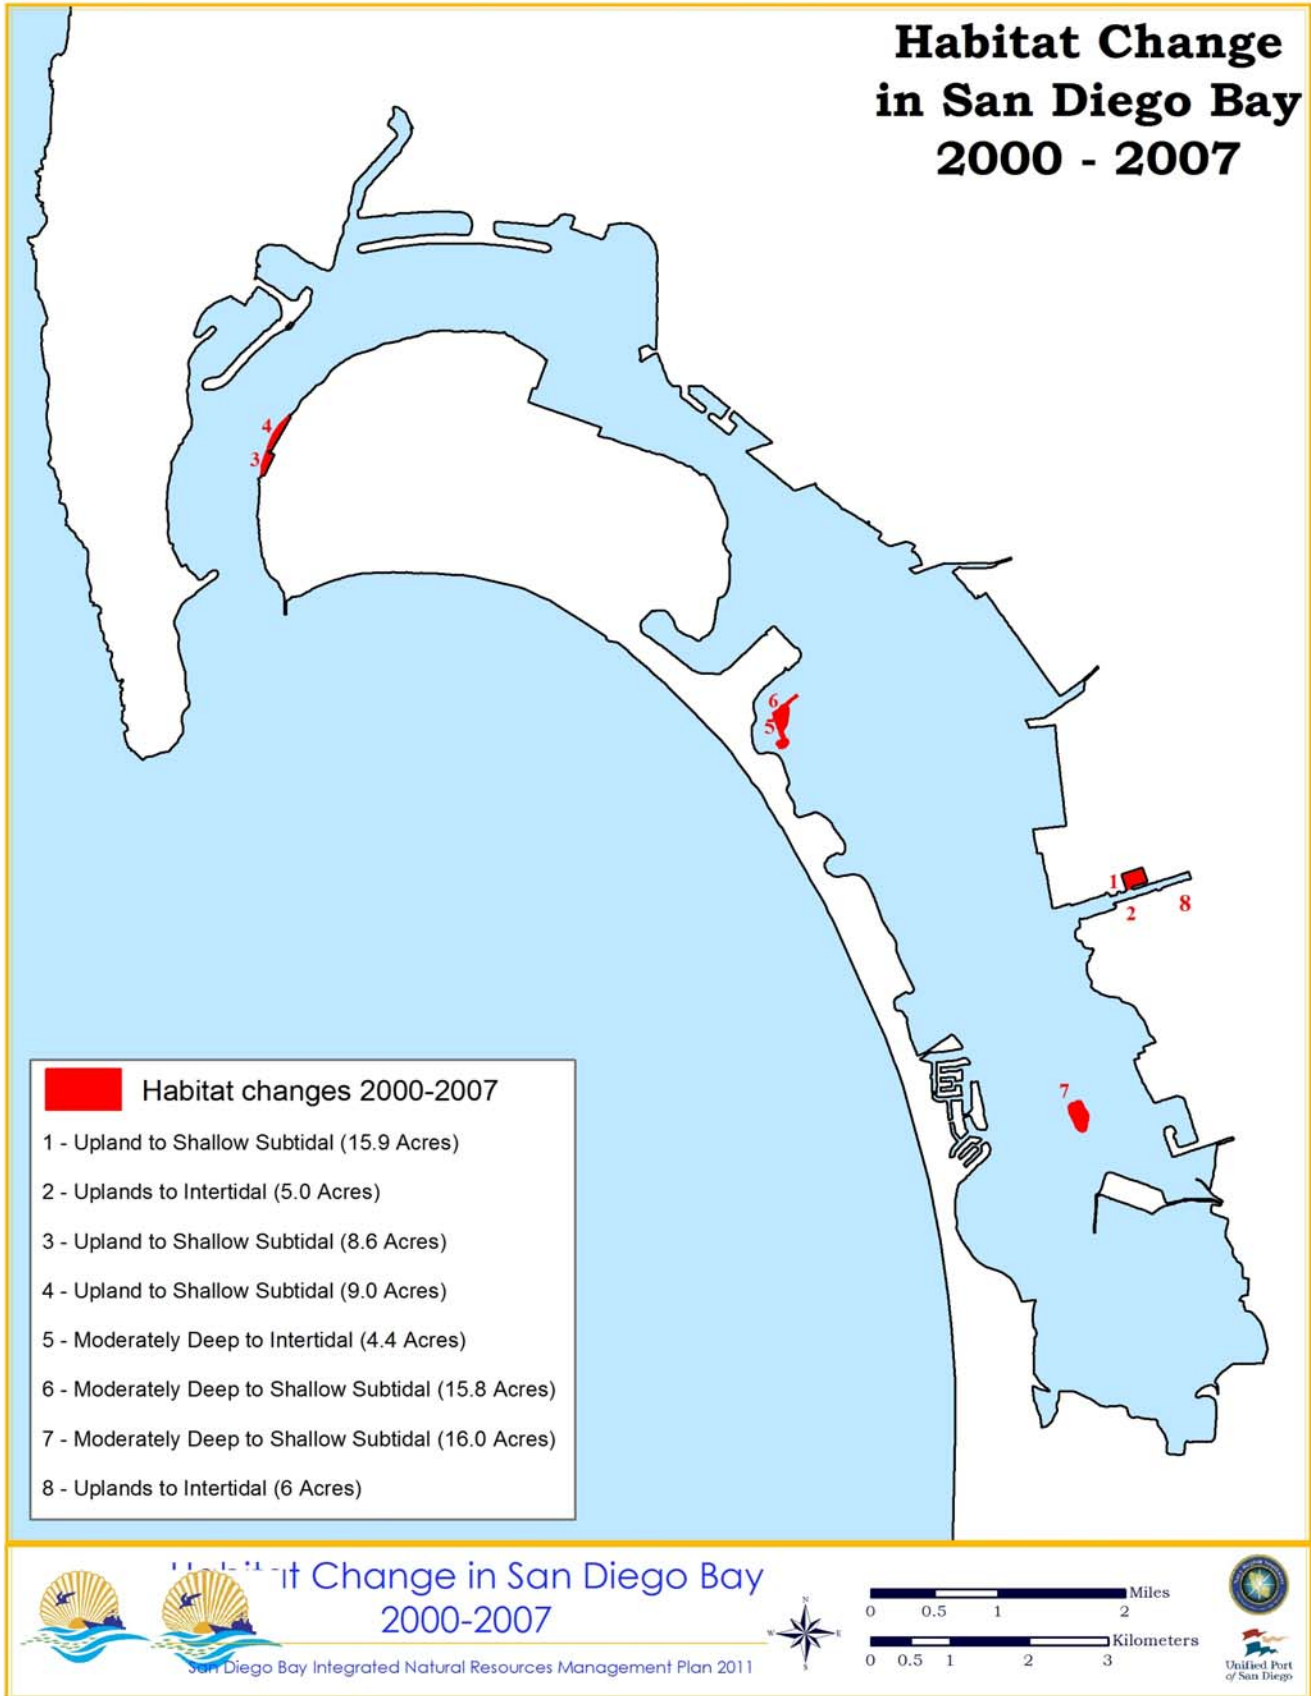 Habitat Change
in San Diego Bay
2000 - 2007
4
3
6
5
1
2
8
7
Habitat changes 2000-2007
1 - Upland to Shallow Subtidal (15.9 Acres)
2 - Uplands to Intertidal (5.0 Acres)
3 - Upland to Shallow Subtidal (8.6 Acres)
4 - Upland to Shallow Subtidal (9.0 Acres)
5 - Moderately Deep to Intertidal (4.4 Acres)
6 - Moderately Deep to Shallow Subtidal (15.8 Acres)
7 - Moderately Deep to Shallow Subtidal (16.0 Acres)
8 - Uplands to Intertidal (6 Acres)
Habitat Change in San Diego Bay
2000-2007
San Diego Bay Integrated Natural Resources Management Plan 2011
N
W E
S
Miles
0 0.5 1 2
Kilometers
0 0.5 1 2 3
Unified Port
of San Diego